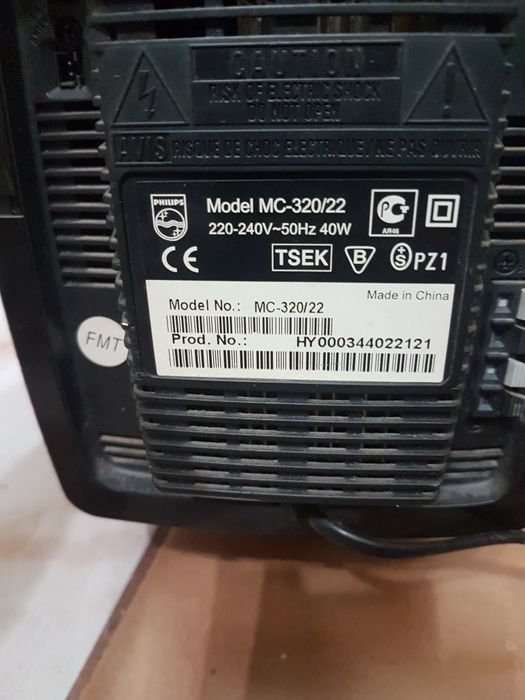 CAUTION
RISK OF ELECTRIC SHOCK
DO NOT OPEN
AVIS RISQUE DE CHOC ELECTRIQUE/NE PAS OUVRIR
PHILIPS
Model MC-320/22
220-240V~50Hz 40W
AR46
CE TSEK B S PZ1
Made in China
Model No.: MC-320/22
Prod. No.: HY000344022121
FMT